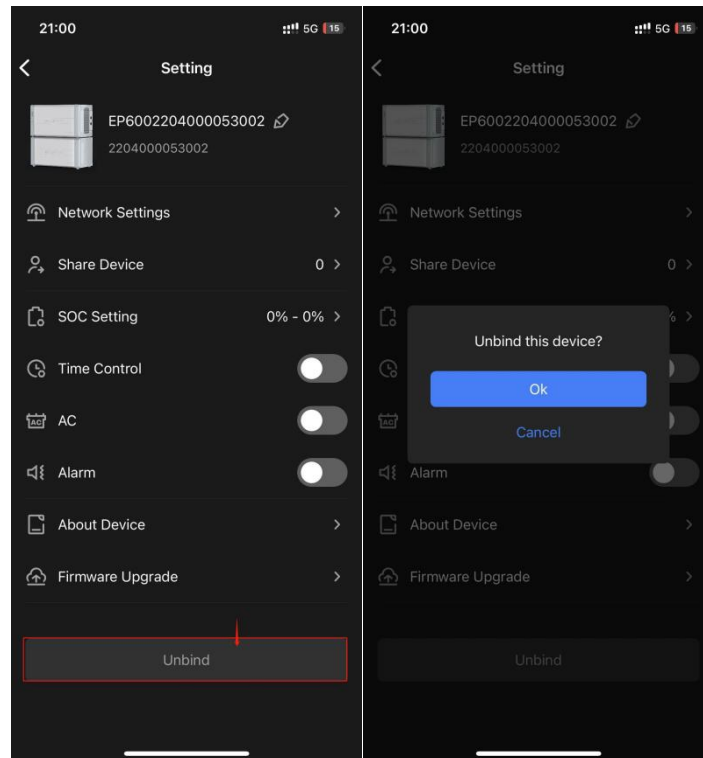 21:00 5G 15
Setting
EP6002204000053002
2204000053002
Network Settings
Share Device 0
SOC Setting 0% - 0%
Time Control
AC AC
Alarm
About Device
Firmware Upgrade
Unbind
21:00 5G 15
Setting
EP6002204000053002
2204000053002
Network Settings
Share Device 0
%
Unbind this device?
Ok
AC
Cancel
Alarm
About Device
Firmware Upgrade
Unbind